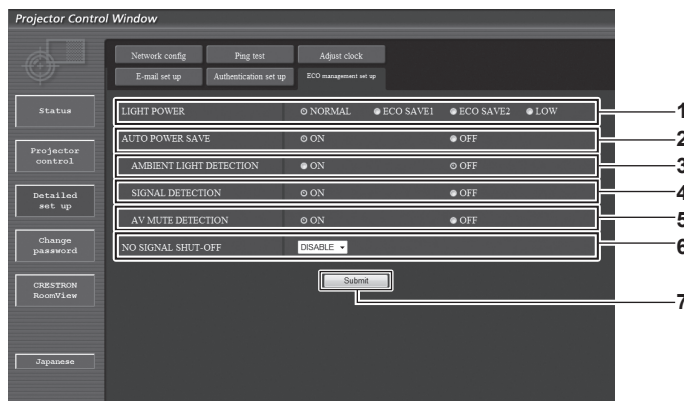 Projector Control Window
Network config Ping test Adjust clock
E-mail set up Authentication set up ECO management set up
Status
Projector control
Detailed set up
Change password
CRESTRON RoomView
Japanese
LIGHT POWER NORMAL ECO SAVE1 ECO SAVE2 LOW 1
AUTO POWER SAVE ON OFF 2
AMBIENT LIGHT DETECTION ON OFF 3
SIGNAL DETECTION ON OFF 4
AV MUTE DETECTION ON OFF 5
NO SIGNAL SHUT-OFF DISABLE 6
Submit 7